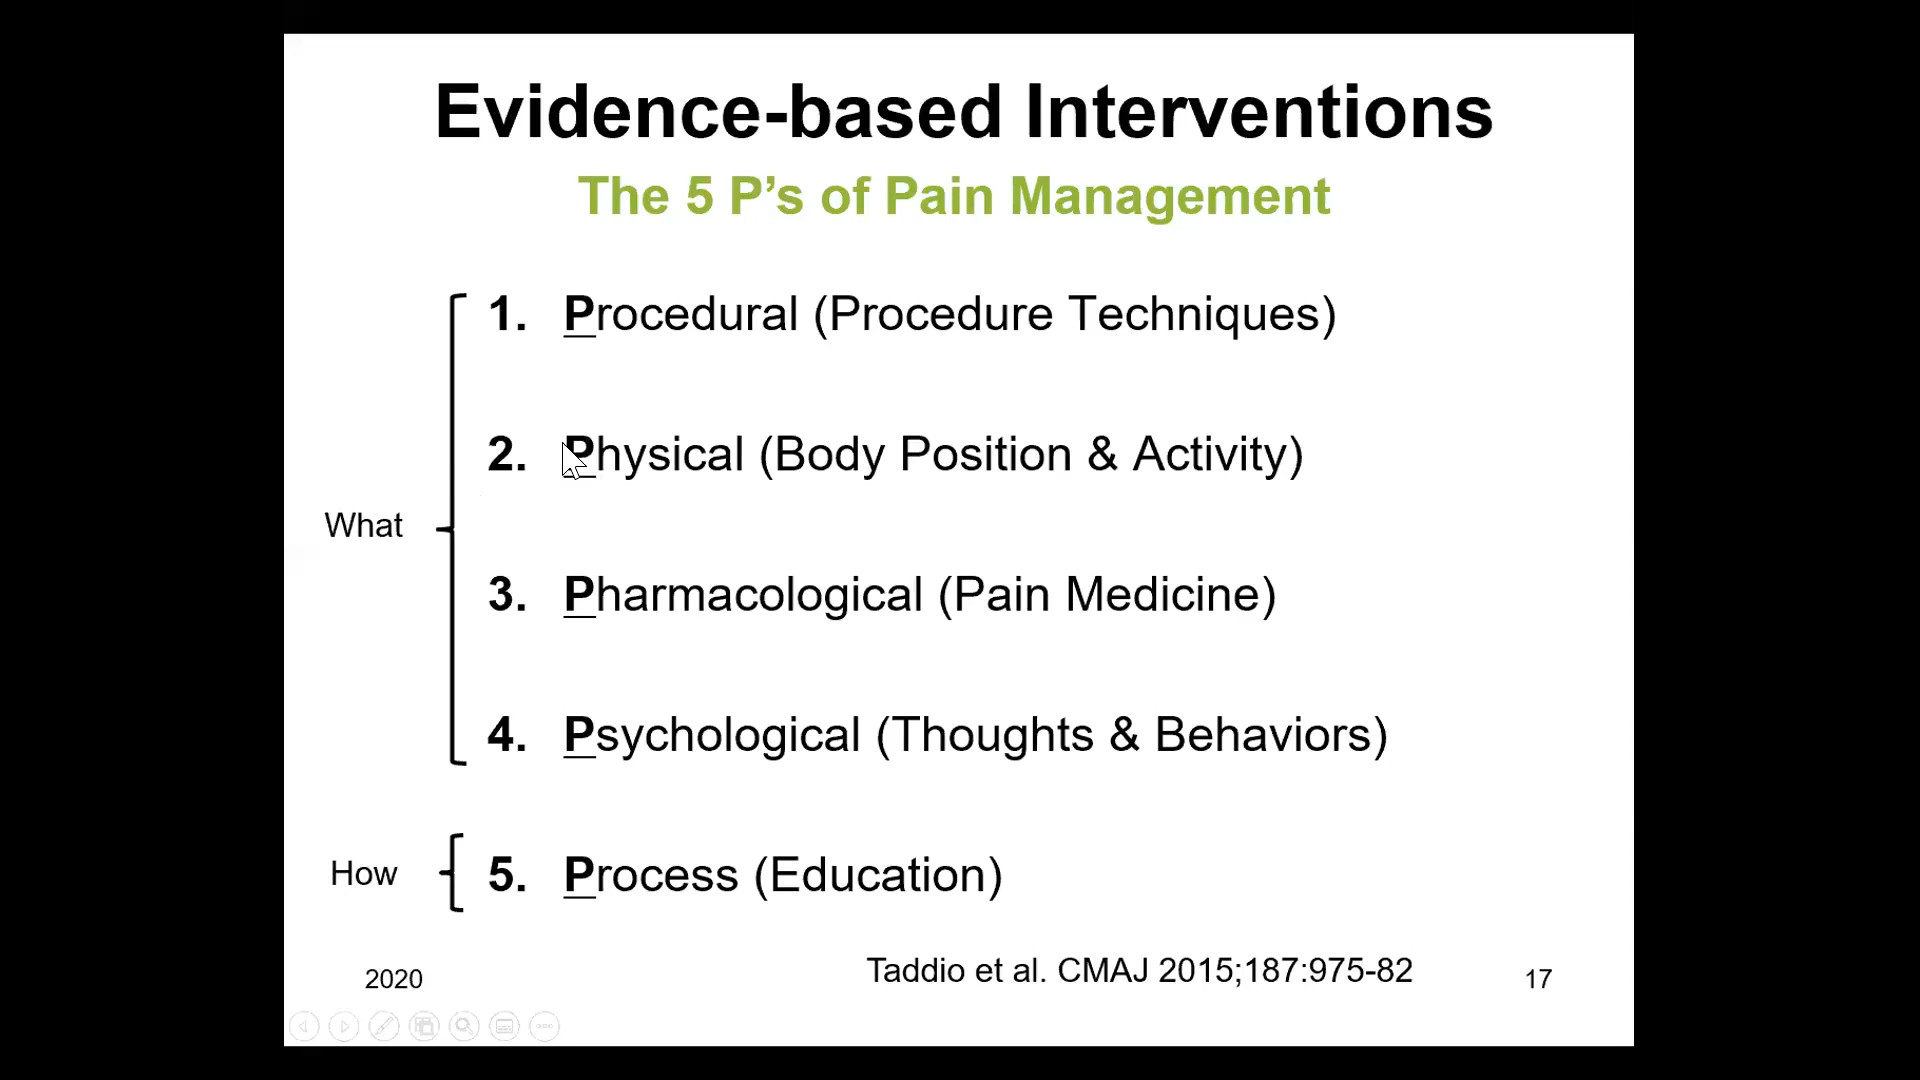 Evidence-based Interventions
The 5 P’s of Pain Management
1. Procedural (Procedure Techniques)
2. Physical (Body Position & Activity)
What
3. Pharmacological (Pain Medicine)
4. Psychological (Thoughts & Behaviors)
How
5. Process (Education)
2020
Taddio et al. CMAJ 2015;187:975-82
17